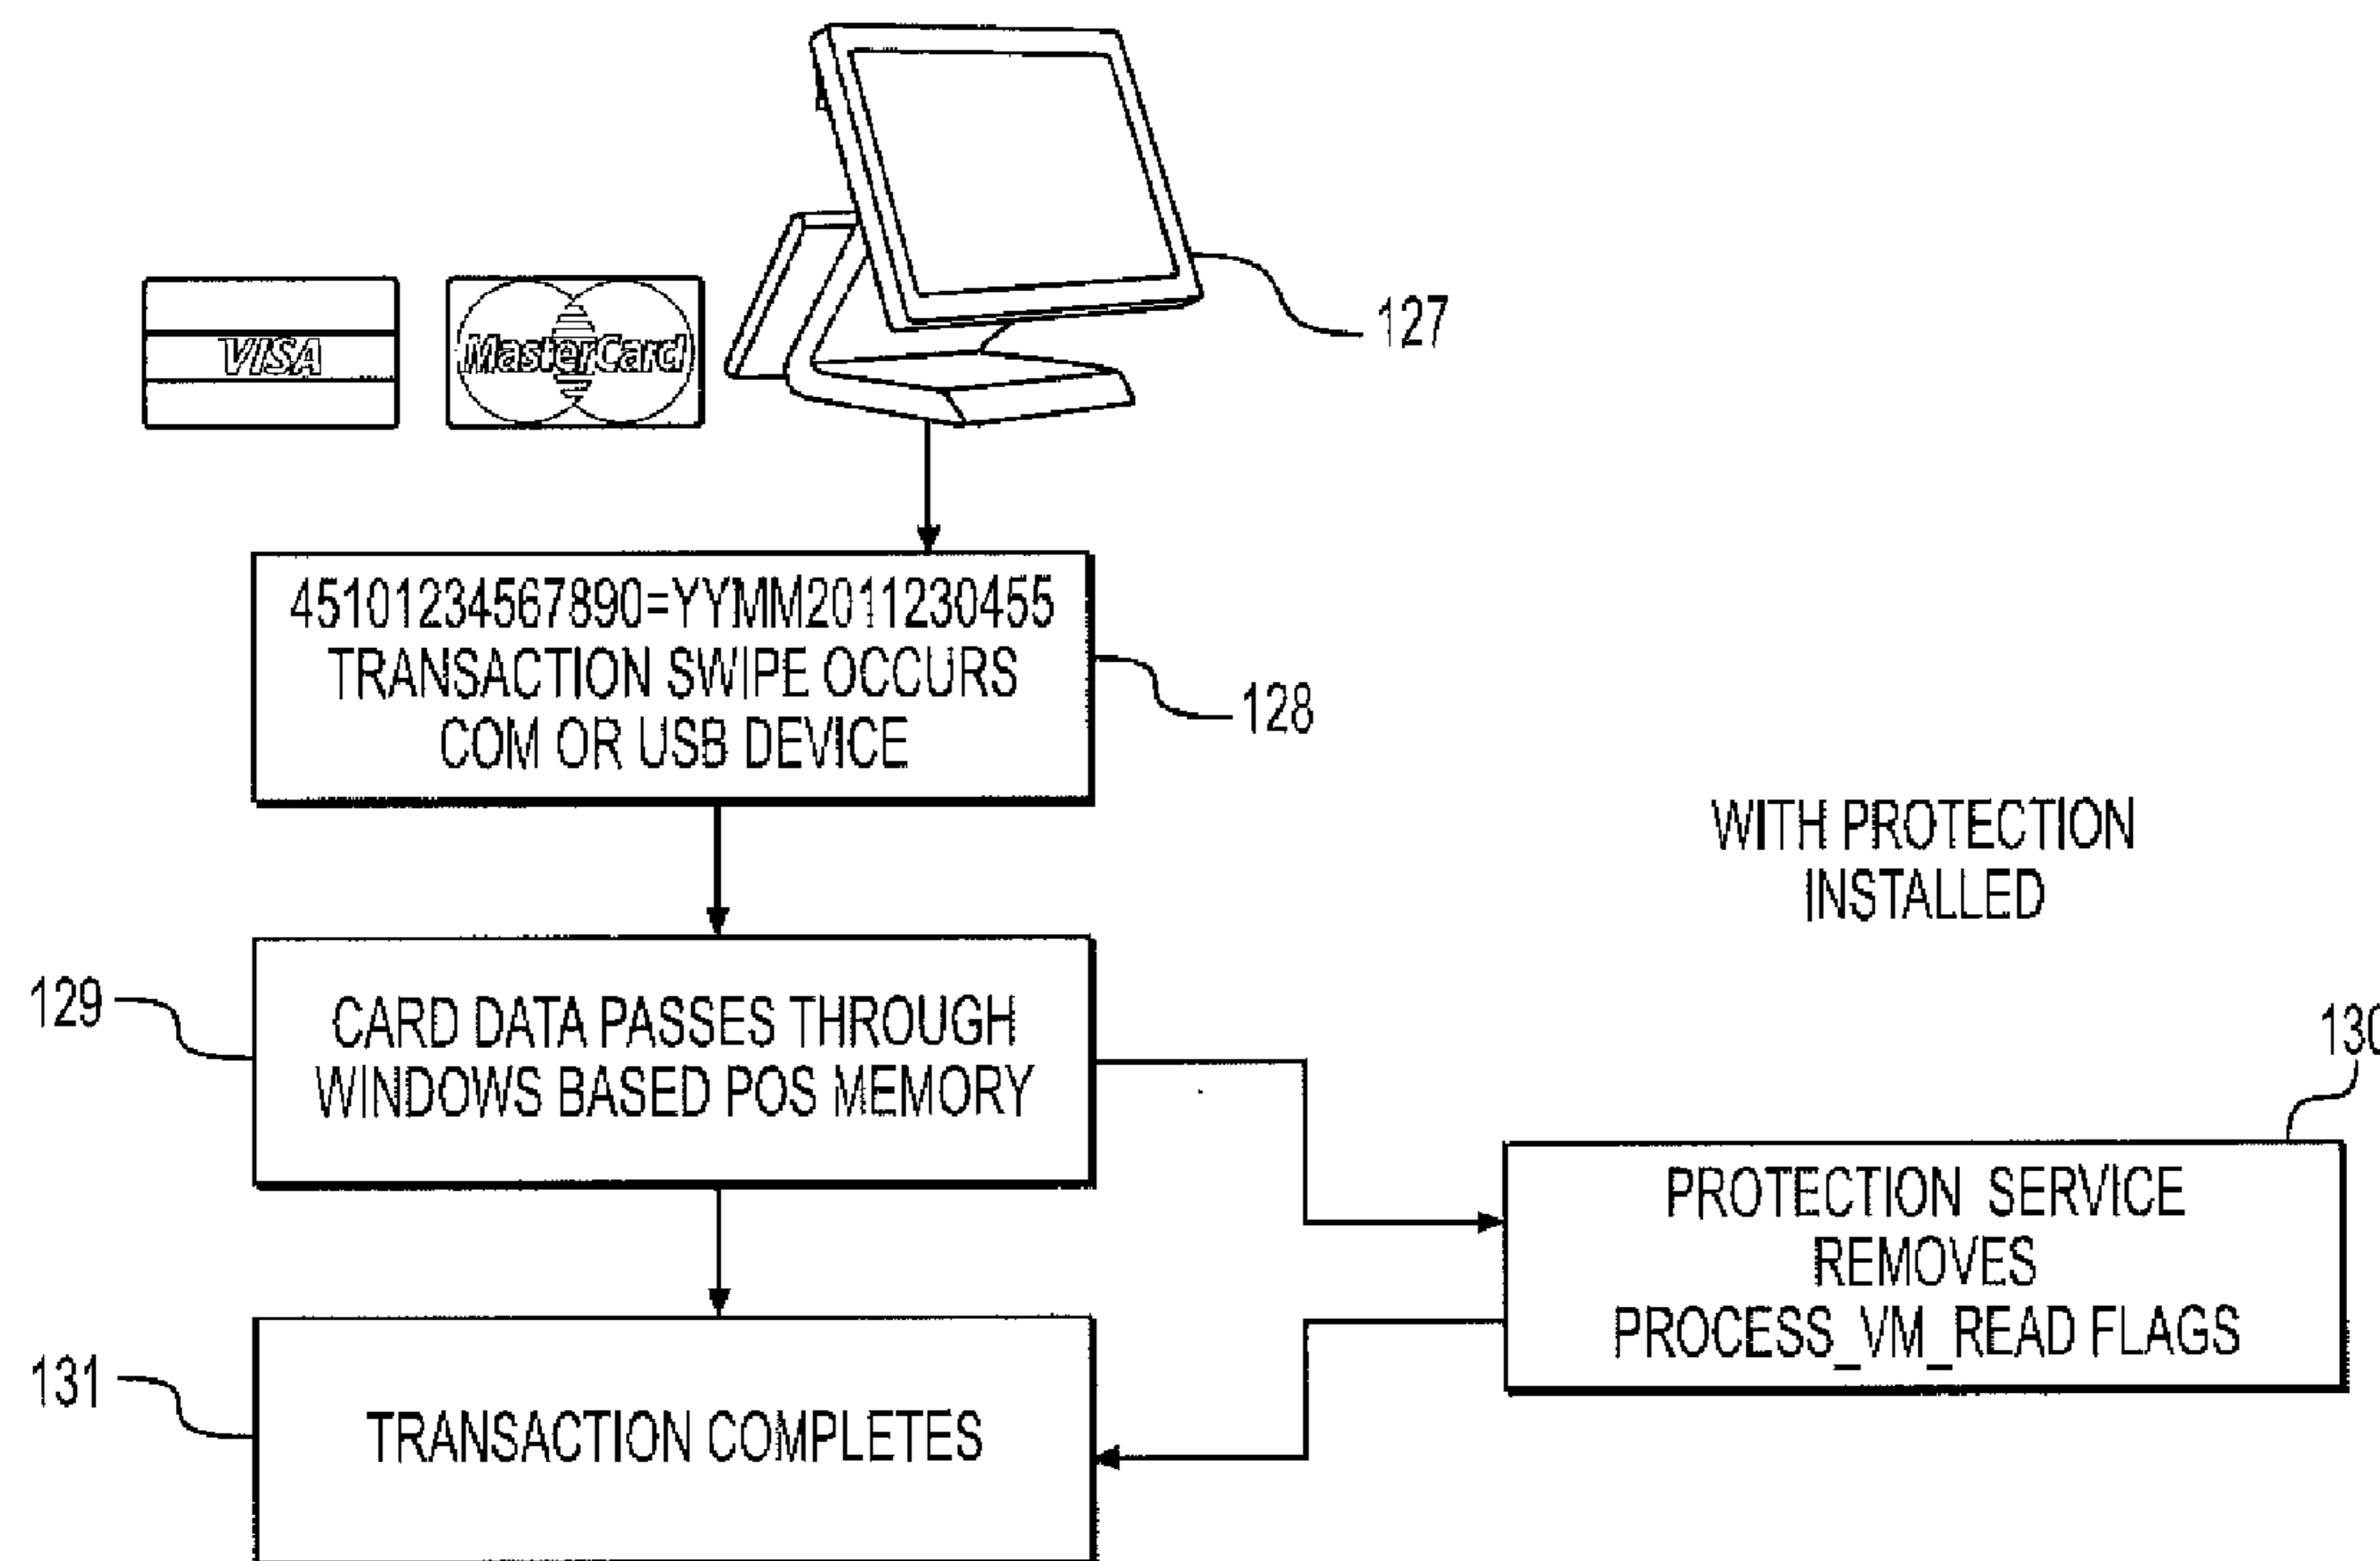 VISA
MasterCard
127
45101234567890=YYMM2011230455
TRANSACTION SWIPE OCCURS
COM OR USB DEVICE
128
WITH PROTECTION
INSTALLED
129
CARD DATA PASSES THROUGH
WINDOWS BASED POS MEMORY
130
PROTECTION SERVICE
REMOVES
PROCESS_VM_READ FLAGS
131
TRANSACTION COMPLETES